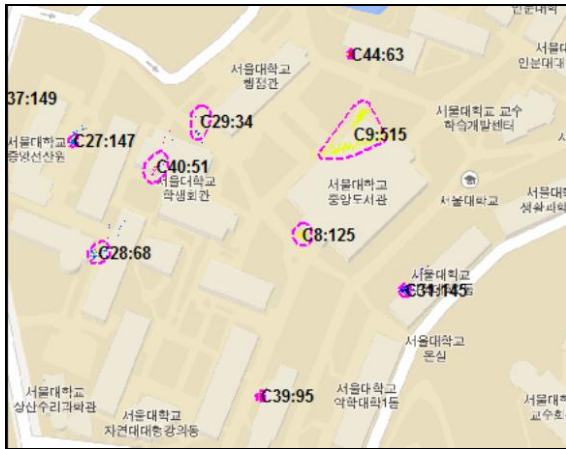 인문대학
C44:63
서울대
인문대대
서울대학교
행정관
37:149
C29:34
C9:515
서울대학교 교수
학습개발센터
서울대학교
중앙전산원
C27:147
C40:51
서울대학교
학생회관
서울대학교
중앙도서관
서울대학교
서울대
생활과학
C8:125
C28:68
서울대학교
C31:145
서울대학교
본실
서울대학교
상산수리과학관
C39:95
서울대학교
약학대학1동
서울대학교
자연대대형강의동
서울대
교수회